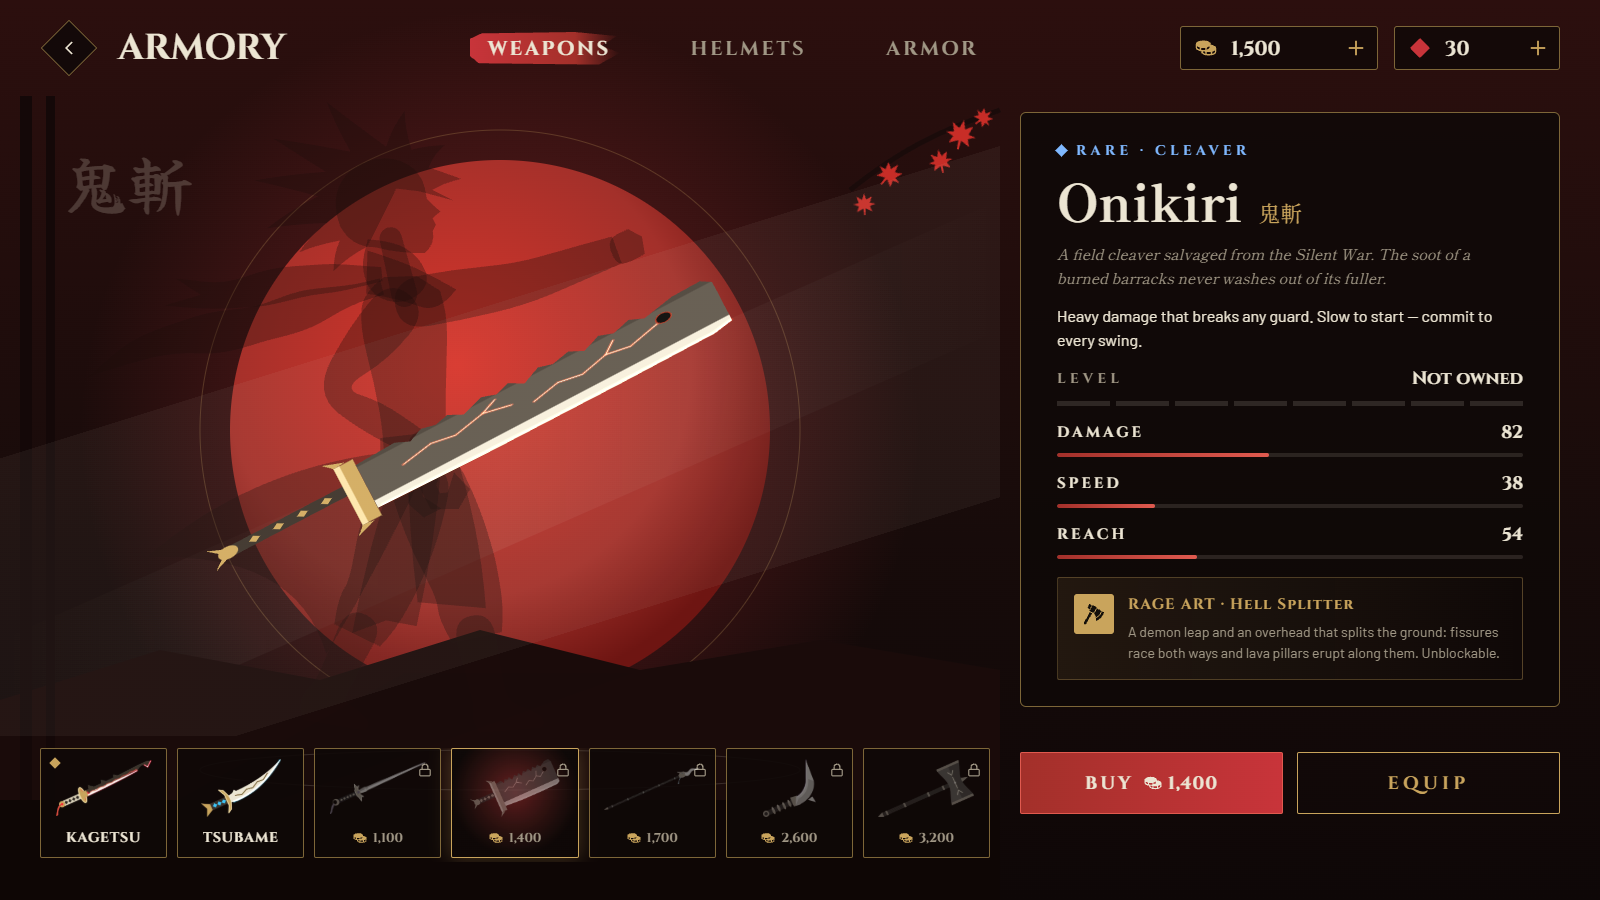 ARMORY
WEAPONS
HELMETS
ARMOR
1,500
30
鬼斬
RARE · CLEAVER
Onikiri 鬼斬
A field cleaver salvaged from the Silent War. The soot of a
burned barracks never washes out of its fuller.
Heavy damage that breaks any guard. Slow to start — commit to
every swing.
LEVEL NOT OWNED
DAMAGE 82
SPEED 38
REACH 54
RAGE ART · HELL SPLITTER
A demon leap and an overhead that splits the ground: fissures
race both ways and lava pillars erupt along them. Unblockable.
KAGETSU
TSUBAME
1,100
1,400
1,700
2,600
3,200
BUY 1,400
EQUIP